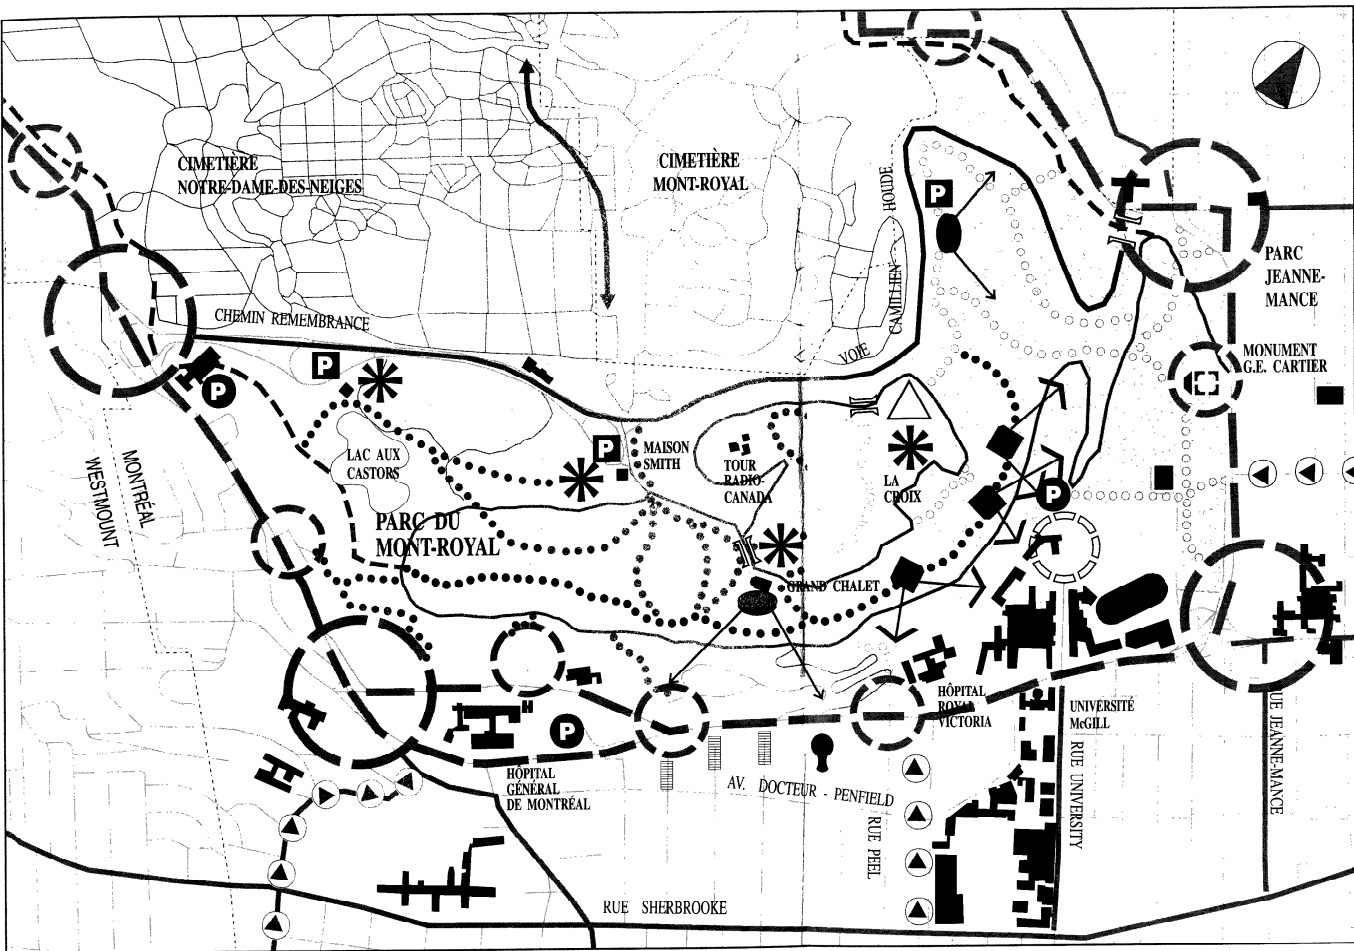 CIMETIÈRE
NOTRE-DAME-DES-NEIGES
CIMETIÈRE
MONT-ROYAL
VOIE CAMILLIEN HOUDE
P
PARC
JEANNE-
MANCE
CHEMIN REMEMBRANCE
MONUMENT
G.E. CARTIER
P
P
P
LAC AUX
CASTORS
MAISON
SMITH
TOUR
RADIO-
CANADA
LA
CROIX
P
MONTRÉAL
WESTMOUNT
PARC DU
MONT-ROYAL
GRAND CHALET
HÔPITAL
ROYAL
VICTORIA
UNIVERSITÉ
McGILL
H
P
HÔPITAL
GÉNÉRAL
DE MONTRÉAL
AV. DOCTEUR - PENFIELD
RUE PEEL
RUE UNIVERSITY
RUE JEANNE-MANCE
RUE SHERBROOKE